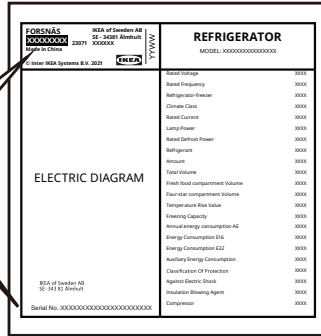 FORSNÄS
XXXXXXXX
Made in China
23071
IKEA of Sweden AB
SE - 34381 Älmhult
XXXXXX
© Inter IKEA Systems B.V. 2021
IKEA
YYWW
REFRIGERATOR
MODEL: XXXXXXXXXXXXXXXX
Rated Voltage XXXX
Rated Frequency XXXX
Refrigerator-freezer XXXX
Climate Class XXXX
Rated Current XXXX
Lamp Power XXXX
Rated Defrost Power XXXX
Refrigerant XXXX
Amount XXXX
Total Volume XXXX
Fresh food compartment Volume XXXX
Four-star compartment Volume XXXX
Temperature Rise Value XXXX
Freezing Capacity XXXX
Annual energy consumption AE XXXX
Energy Consumption E16 XXXX
Energy Consumption E32 XXXX
Auxiliary Energy Consumption XXXX
Classification Of Protection XXXX
Against Electric Shock XXXX
Insulation Blowing Agent XXXX
Compressor XXXX
ELECTRIC DIAGRAM
IKEA of Sweden AB
SE- 343 81 Älmhult
Serial No.:XXXXXXXXXXXXXXXXXXXXXX